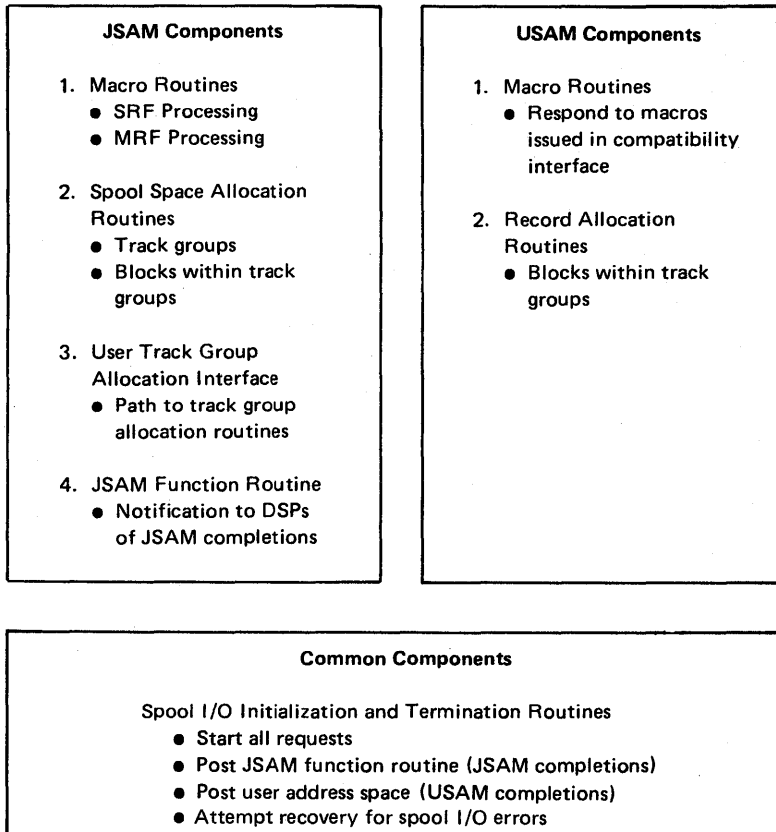 JSAM Components
1. Macro Routines
● SRF Processing
● MRF Processing
2. Spool Space Allocation
Routines
● Track groups
● Blocks within track
groups
3. User Track Group
Allocation Interface
● Path to track group
allocation routines
4. JSAM Function Routine
● Notification to DSPs
of JSAM completions
USAM Components
1. Macro Routines
● Respond to macros
issued in compatibility
interface
2. Record Allocation
Routines
● Blocks within track
groups
Common Components
Spool I/O Initialization and Termination Routines
● Start all requests
● Post JSAM function routine (JSAM completions)
● Post user address space (USAM completions)
● Attempt recovery for spool I/O errors